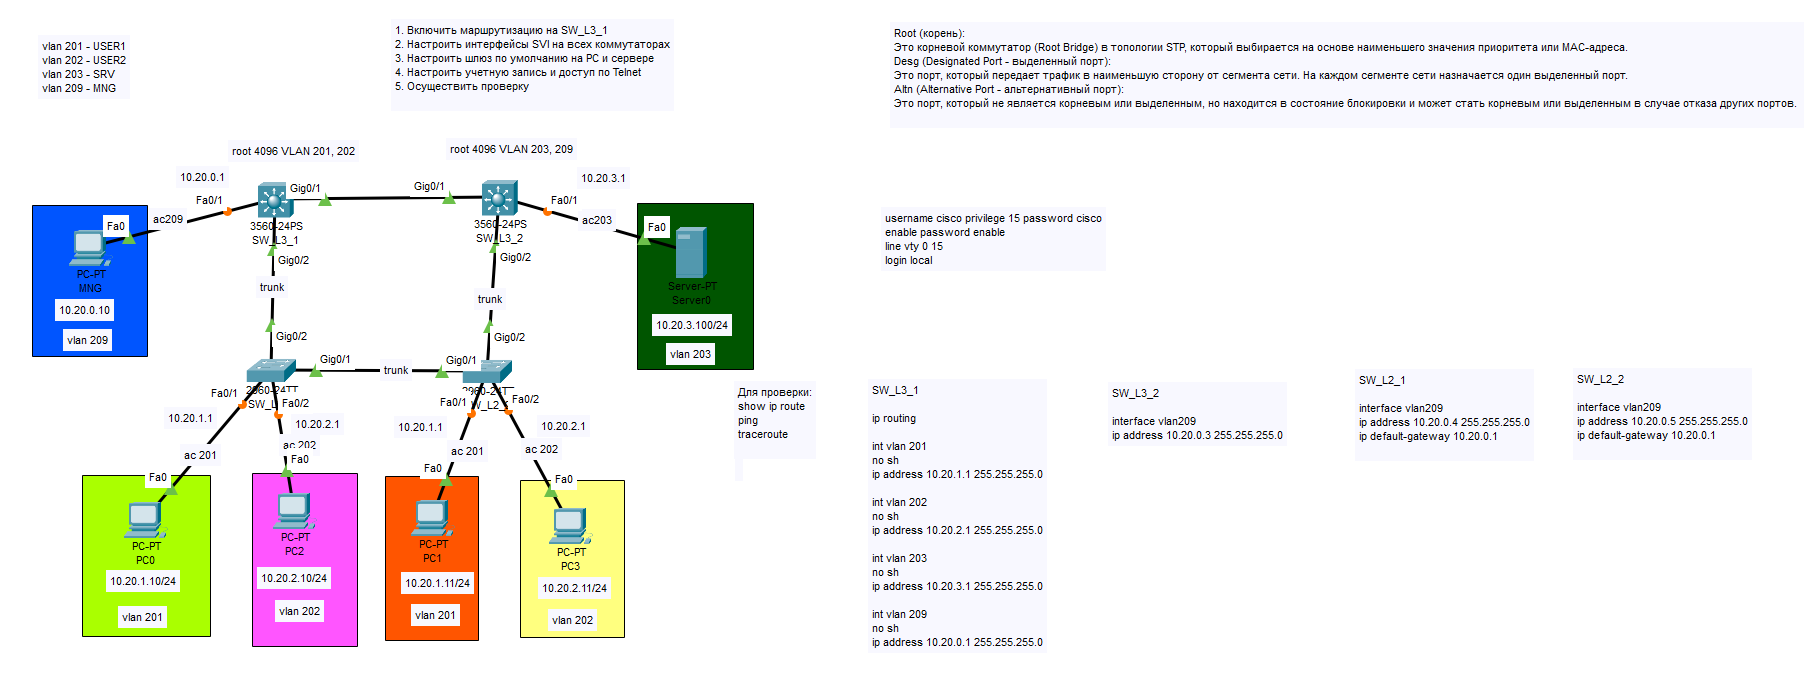 vlan 201 - USER1
vlan 202 - USER2
vlan 203 - SRV
vlan 209 - MNG
1. Включить маршрутизацию на SW_L3_1
2. Настроить интерфейсы SVI на всех коммутаторах
3. Настроить шлюз по умолчанию на PC и сервере
4. Настроить учетную запись и доступ по Telnet
5. Осуществить проверку
Root (корень):
Это корневой коммутатор (Root Bridge) в топологии STP, который выбирается на основе наименьшего значения приоритета или MAC-адреса.
Desg (Designated Port - выделенный порт):
Это порт, который передает трафик в наименьшую сторону от сегмента сети. На каждом сегменте сети назначается один выделенный порт.
Altn (Alternative Port - альтернативный порт):
Это порт, который не является корневым или выделенным, но находится в состояние блокировки и может стать корневым или выделенным в случае отказа других портов.
root 4096 VLAN 201, 202
root 4096 VLAN 203, 209
10.20.0.1
Fa0/1
Gig0/1
3560-24PS
SW_L3_1
Gig0/2
Gig0/1
3560-24PS
SW_L3_2
Gig0/2
10.20.3.1
Fa0/1
ac209
ac203
Fa0
PC-PT
MNG
10.20.0.10
vlan 209
Fa0
Server-PT
Server0
10.20.3.100/24
vlan 203
trunk
trunk
Gig0/2
Gig0/2
Gig0/1
trunk
Gig0/1
2960-24TT
Fa0/1
Fa0/2
Fa0/1
Fa0/2
10.20.1.1
10.20.2.1
10.20.1.1
10.20.2.1
ac 201
ac 202
ac 201
ac 202
Fa0
PC-PT
PC0
10.20.1.10/24
vlan 201
Fa0
PC-PT
PC2
10.20.2.10/24
vlan 202
Fa0
PC-PT
PC1
10.20.1.11/24
vlan 201
Fa0
PC-PT
PC3
10.20.2.11/24
vlan 202
username cisco privilege 15 password cisco
enable password enable
line vty 0 15
login local
Для проверки:
show ip route
ping
traceroute
SW_L3_1
ip routing
int vlan 201
no sh
ip address 10.20.1.1 255.255.255.0
int vlan 202
no sh
ip address 10.20.2.1 255.255.255.0
int vlan 203
no sh
ip address 10.20.3.1 255.255.255.0
int vlan 209
no sh
ip address 10.20.0.1 255.255.255.0
SW_L3_2
interface vlan209
ip address 10.20.0.3 255.255.255.0
SW_L2_1
interface vlan209
ip address 10.20.0.4 255.255.255.0
ip default-gateway 10.20.0.1
SW_L2_2
interface vlan209
ip address 10.20.0.5 255.255.255.0
ip default-gateway 10.20.0.1